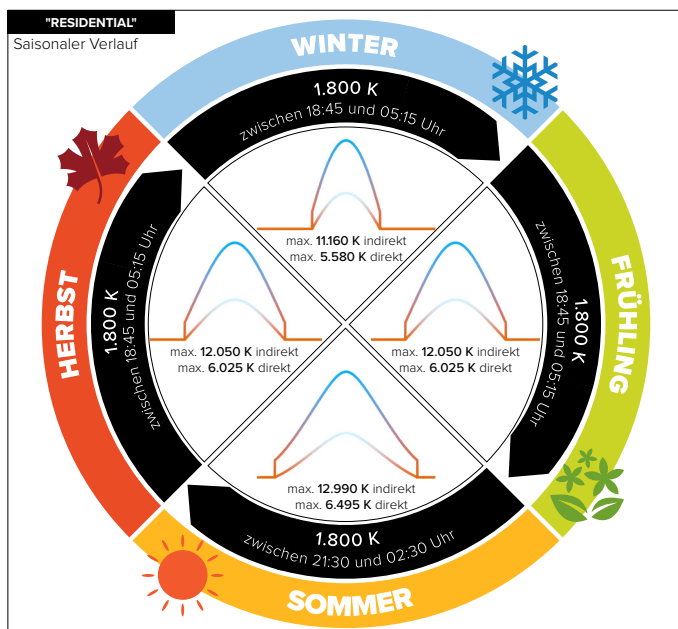 "RESIDENTIAL"
Saisonaler Verlauf
WINTER
1.800 K
zwischen 18:45 und 05:15 Uhr
max. 11.160 K indirekt
max. 5.580 K direkt
HERBST
1.800 K
zwischen 18:45 und 05:15 Uhr
max. 12.050 K indirekt
max. 6.025 K direkt
max. 12.050 K indirekt
max. 6.025 K direkt
1.800 K
zwischen 18:45 und 05:15 Uhr
FRÜHLING
max. 12.990 K indirekt
max. 6.495 K direkt
1.800 K
zwischen 21:30 und 02:30 Uhr
SOMMER